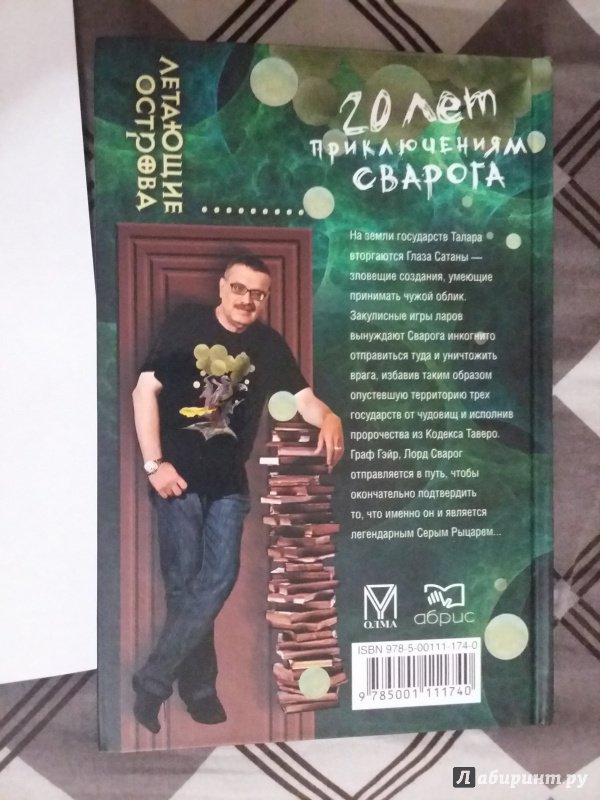 ЛЕТАЮЩИЕ
ОСТРОВА
20 лет
приключениям
Сварога
На земли государств Талара
вторгаются Глаза Сатаны —
зловещие создания, умеющие
принимать чужой облик.
Закулисные игры ларов
вынуждают Сварога инкогнито
отправиться туда и уничтожить
врага, избавив таким образом
опустевшую территорию трех
государств от чудовищ и исполнив
пророчества из Кодекса Таверо.
Граф Гэйр, Лорд Сварог
отправляется в путь, чтобы
окончательно подтвердить
то, что именно он и является
легендарным Серым Рыцарем...
ОЛМА
абрис
ISBN 978-5-00111-174-0
9 785001 111740
Лабиринт.ру